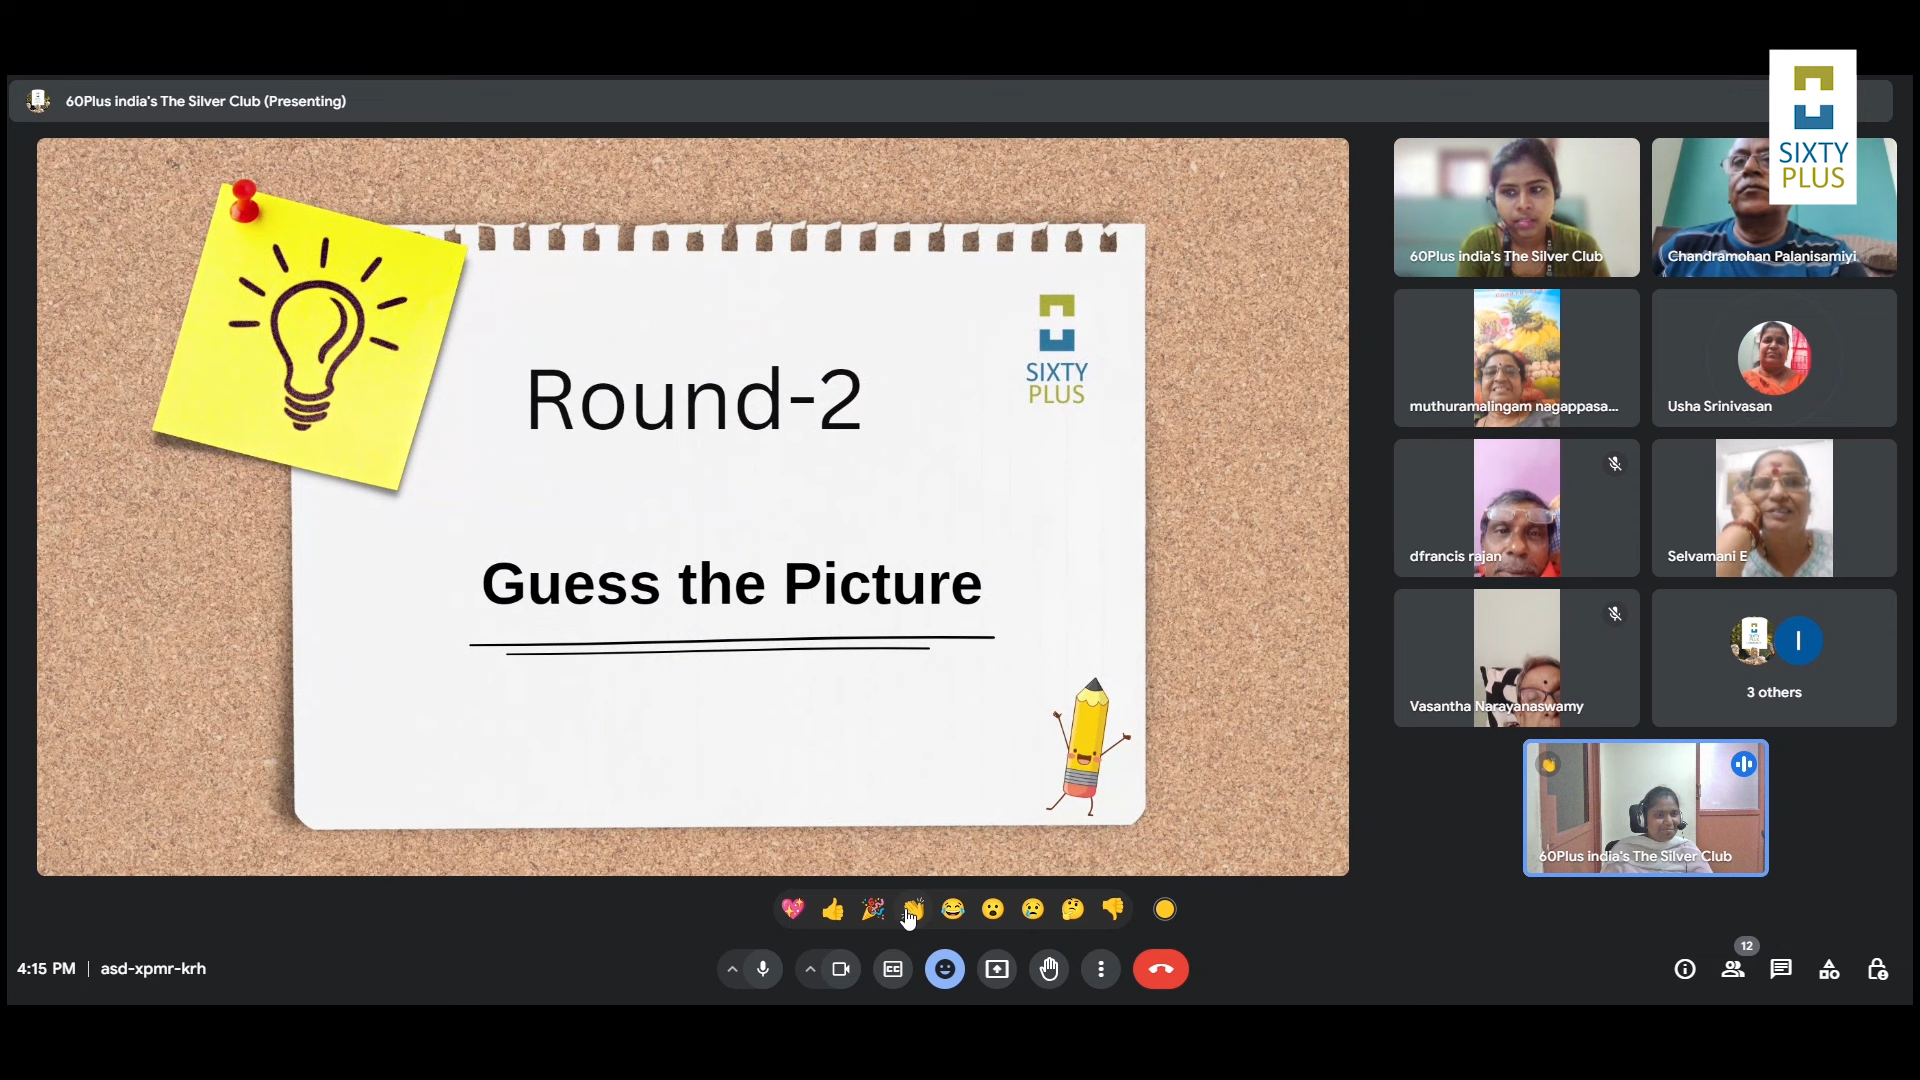 60Plus india's The Silver Club (Presenting)
SIXTY
PLUS
Round-2
SIXTY
PLUS
Guess the Picture
60Plus india's The Silver Club
Chandramohan Palanisamiyi
muthuramalingam nagappasa...
Usha Srinivasan
dfrancis rajan
Selvamani E
Vasantha Narayanaswamy
I
3 others
60Plus india's The Silver Club
4:15 PM | asd-xpmr-krh
CC
12